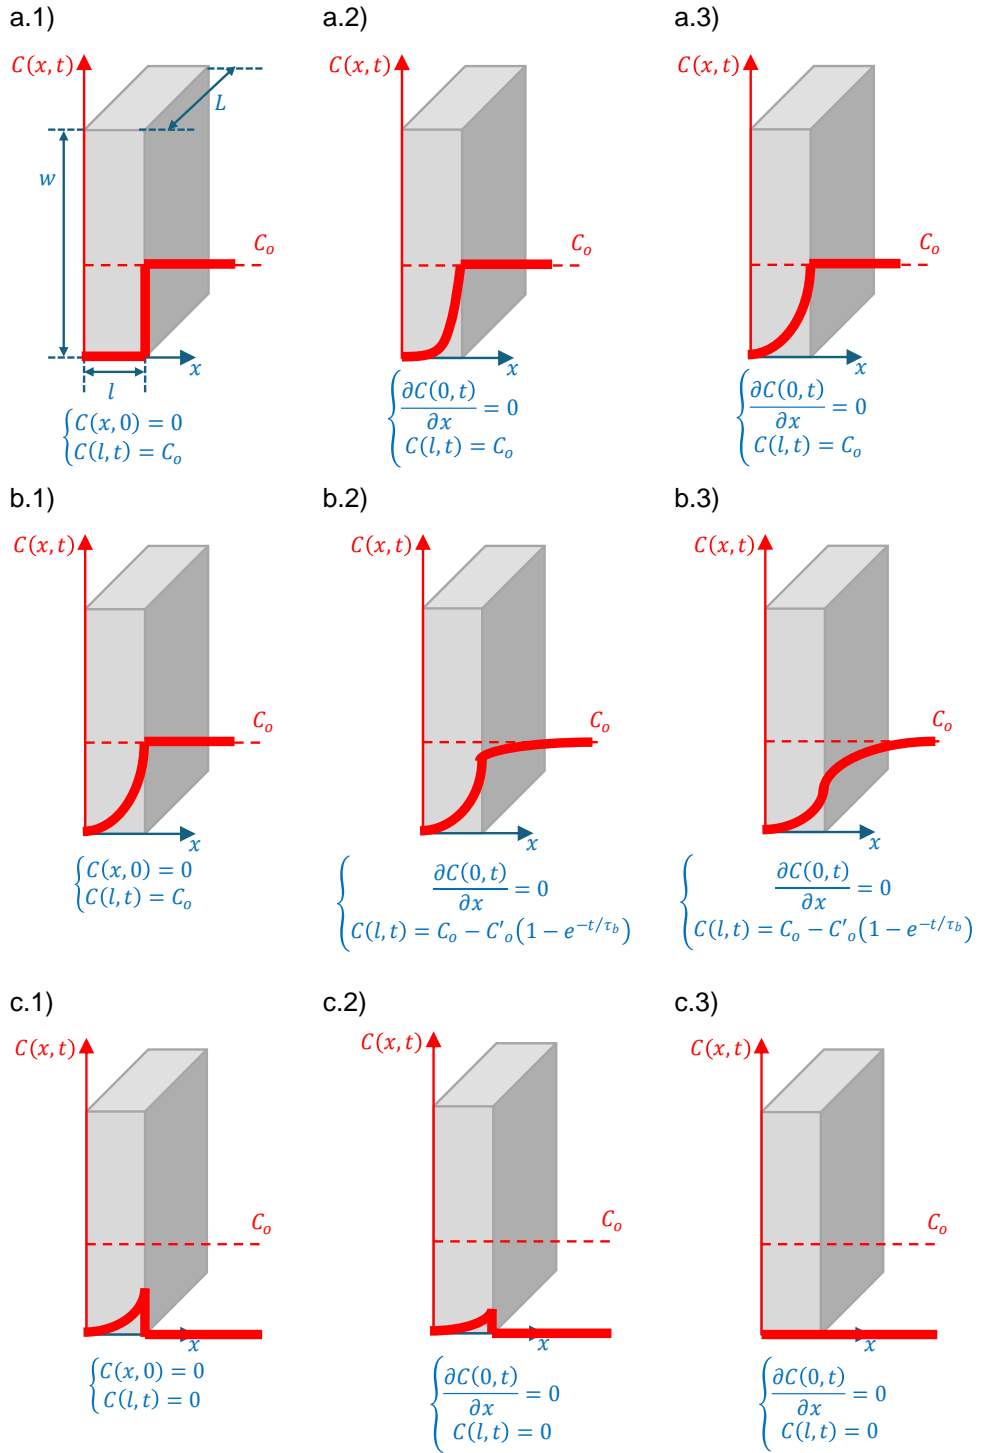 a.1) a.2) a.3)
C(x, t) C(x, t) C(x, t)
L
w
C_o C_o C_o
x x x
l
{C(x, 0) = 0
C(l, t) = C_o
{∂C(0, t)/∂x = 0
C(l, t) = C_o
{∂C(0, t)/∂x = 0
C(l, t) = C_o
b.1) b.2) b.3)
C(x, t) C(x, t) C(x, t)
C_o C_o C_o
x x x
{C(x, 0) = 0
C(l, t) = C_o
{∂C(0, t)/∂x = 0
C(l, t) = C_o − C'_o(1 − e^{−t/τ_b})
{∂C(0, t)/∂x = 0
C(l, t) = C_o − C'_o(1 − e^{−t/τ_b})
c.1) c.2) c.3)
C(x, t) C(x, t) C(x, t)
C_o C_o C_o
x x x
{C(x, 0) = 0
C(l, t) = 0
{∂C(0, t)/∂x = 0
C(l, t) = 0
{∂C(0, t)/∂x = 0
C(l, t) = 0